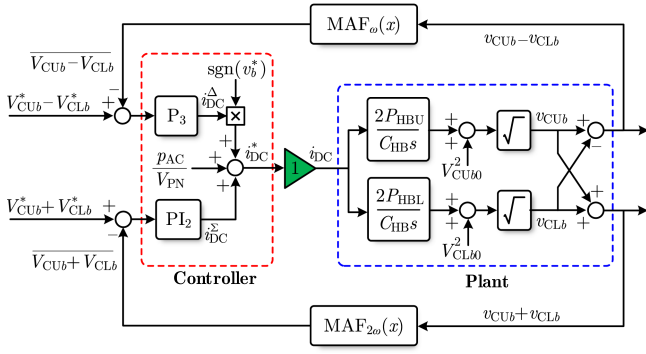 MAF_ω(x)
v_CUb − v_CLb
\overline{V_CUb − V_CLb}
sgn(v_b^*)
−
V_CUb^* − V_CLb^*
+
P_3
i_DC^Δ
×
+
p_AC
V_PN
+
+
i_DC^*
1
i_DC
2P_HBU
C_HB s
+
+
V_CUb0^2
√
v_CUb
+
−
V_CUb^* + V_CLb^*
+
−
PI_2
i_DC^Σ
\overline{V_CUb + V_CLb}
2P_HBL
C_HB s
+
+
V_CLb0^2
√
v_CLb
+
+
Controller
Plant
MAF_2ω(x)
v_CUb + v_CLb